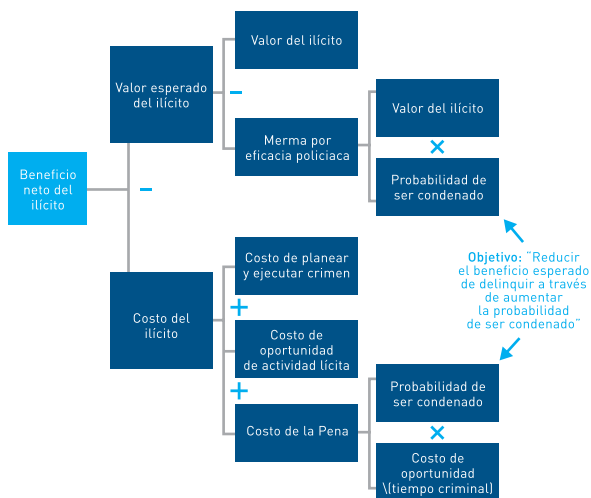 Beneficio
neto del
ilícito
−
Valor esperado
del ilícito
−
Valor del ilícito
Merma por
eficacia policiaca
Valor del ilícito
×
Probabilidad de
ser condenado
Objetivo: “Reducir
el beneficio esperado
de delinquir a través
de aumentar
la probabilidad
de ser condenado”
Costo del
ilícito
Costo de planear
y ejecutar crimen
+
Costo de
oportunidad
de actividad lícita
+
Costo de la Pena
Probabilidad de
ser condenado
×
Costo de
oportunidad
\(tiempo criminal)